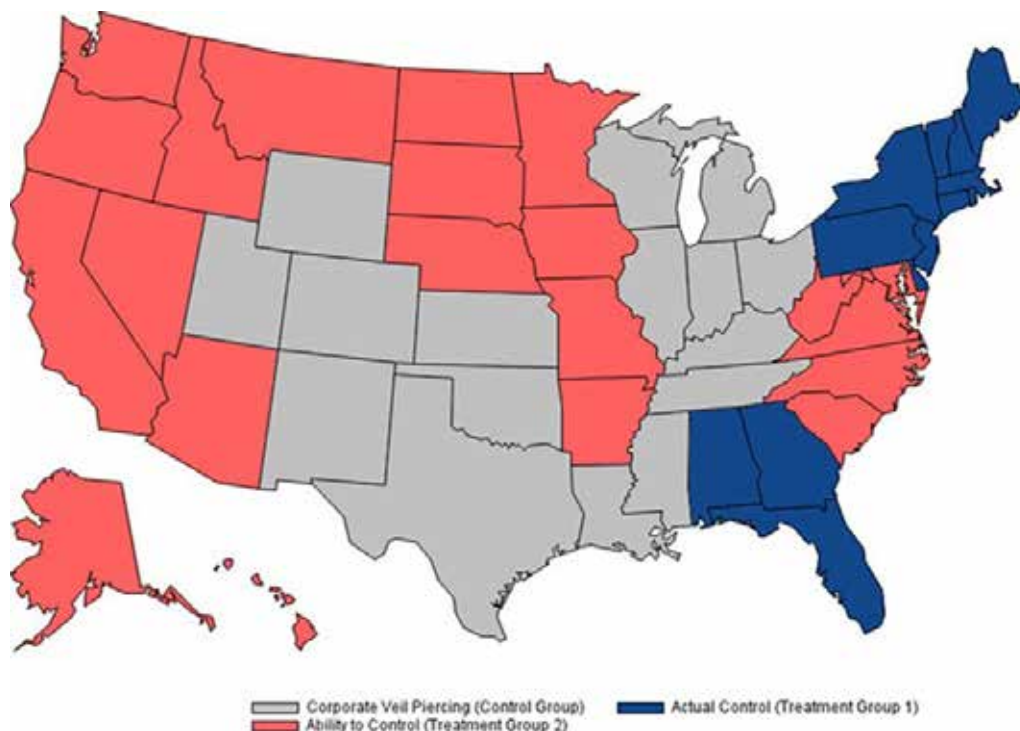 Corporate Veil Piercing (Control Group)
Actual Control (Treatment Group 1)
Ability to Control (Treatment Group 2)